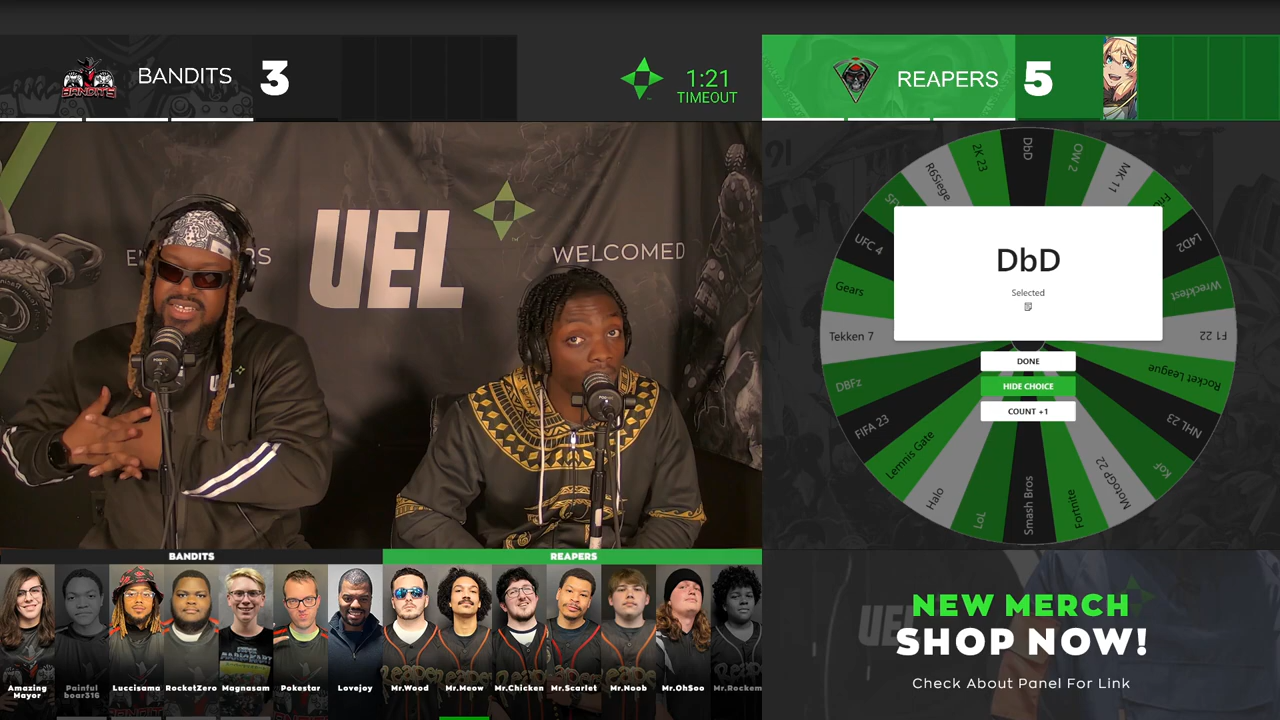 BANDITS
BANDITS
3
1:21
TIMEOUT
REAPERS
5
UEL
WELCOMED
UEL
DbD
OW 2
MK 11
L4D2
Wreckfest
F1 22
Rocket League
NHL 23
KoF
MotoGP 22
Fortnite
Smash Bros
LoL
Halo
Lemnis Gate
FIFA 23
DBFz
Tekken 7
Gears
UFC 4
R6Siege
2K 23
DbD
Selected
DONE
HIDE CHOICE
COUNT +1
BANDITS
REAPERS
Amazing Mayor
Painful boar316
Luccisama
RocketZero
Magnasam
Pokestar
Lovejoy
Mr.Wood
Mr.Meow
Mr.Chicken
Mr.Scarlet
Mr.Noob
Mr.OhSoo
Mr.Rockem
UEL
NEW MERCH
SHOP NOW!
Check About Panel For Link